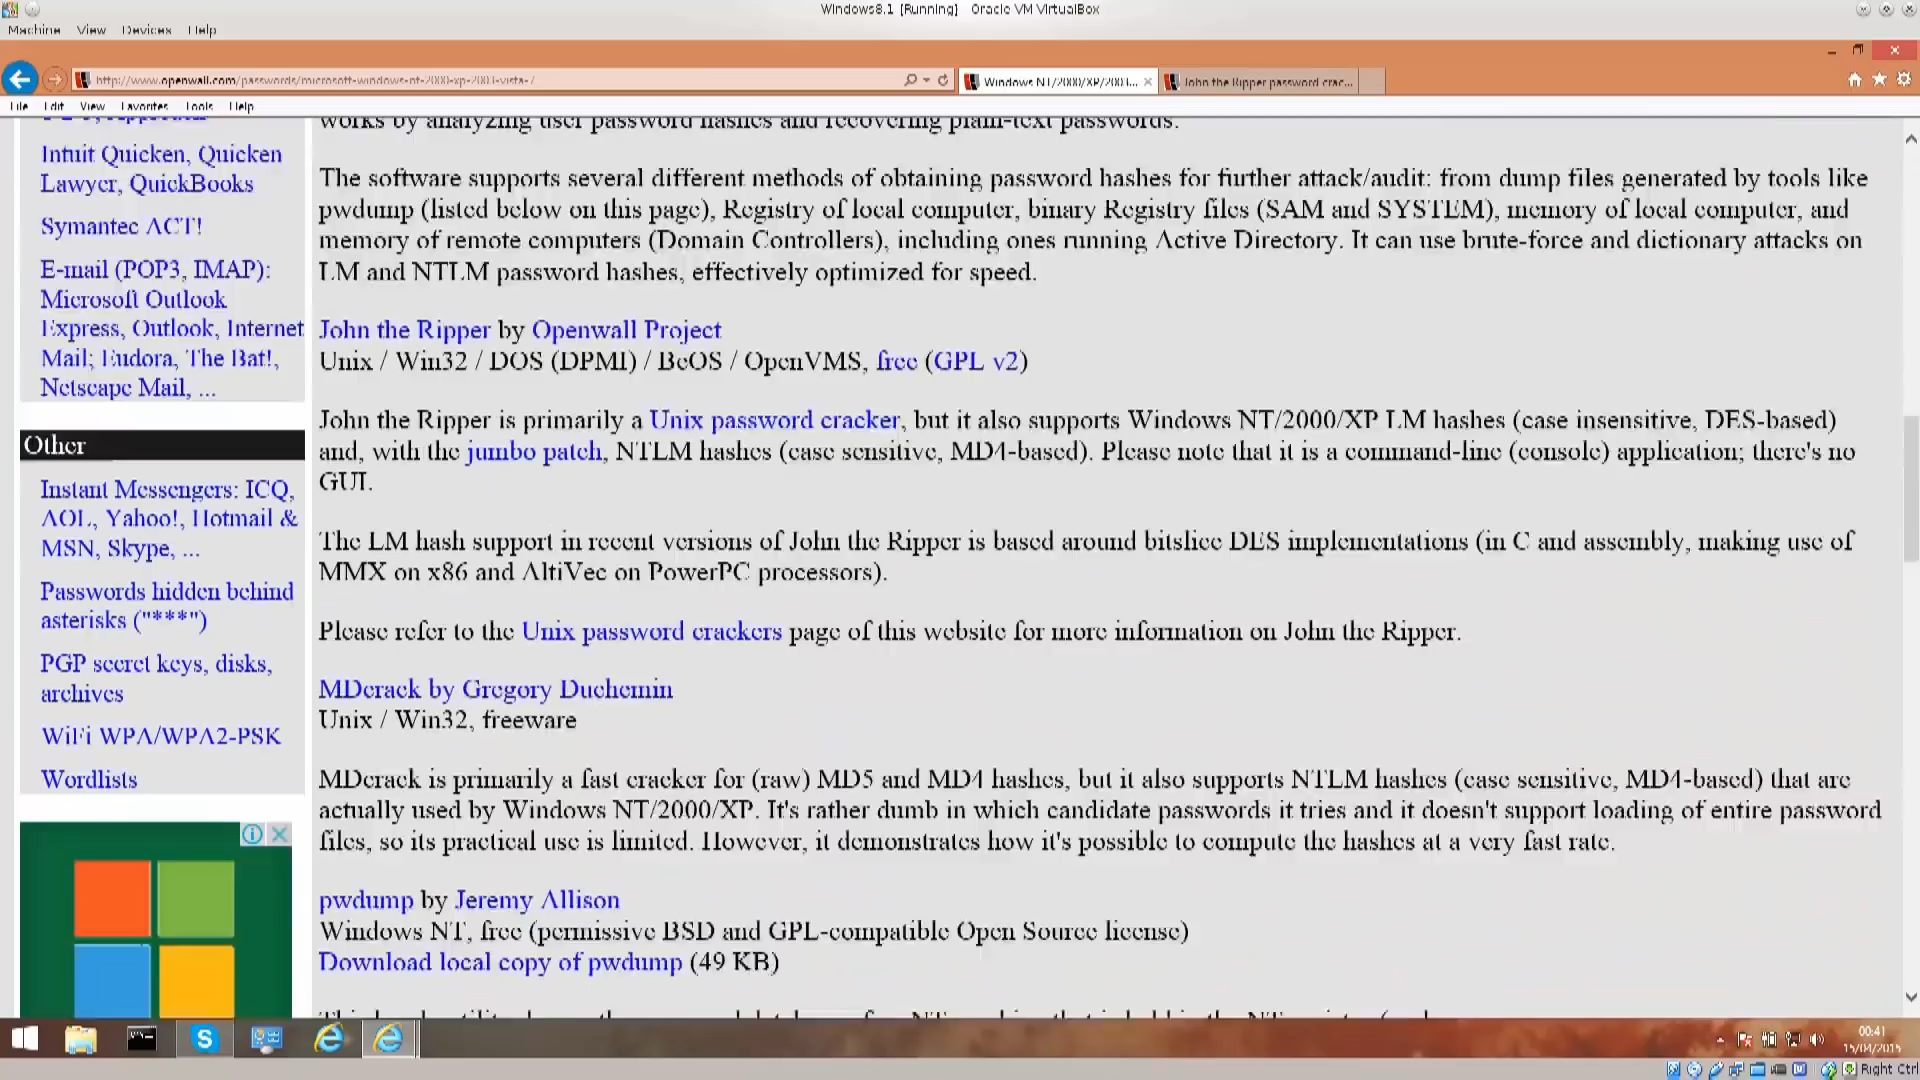 Windows8.1 [Running] Oracle VM VirtualBox
Machine View Devices Help
http://www.openwall.com/passwords/microsoft-windows-nt-2000-xp-2003-vista-7
Windows NT/2000/XP/2003...
John the Ripper password crac...
File Edit View Favorites Tools Help
works by analyzing user password hashes and recovering plain-text passwords.
Intuit Quicken, Quicken
Lawyer, QuickBooks
Symantec ACT!
E-mail (POP3, IMAP):
Microsoft Outlook
Express, Outlook, Internet
Mail; Eudora, The Bat!,
Netscape Mail, ...
Other
Instant Messengers: ICQ,
AOL, Yahoo!, Hotmail &
MSN, Skype, ...
Passwords hidden behind
asterisks ("***")
PGP secret keys, disks,
archives
WiFi WPA/WPA2-PSK
Wordlists
The software supports several different methods of obtaining password hashes for further attack/audit: from dump files generated by tools like
pwdump (listed below on this page), Registry of local computer, binary Registry files (SAM and SYSTEM), memory of local computer, and
memory of remote computers (Domain Controllers), including ones running Active Directory. It can use brute-force and dictionary attacks on
LM and NTLM password hashes, effectively optimized for speed.
John the Ripper by Openwall Project
Unix / Win32 / DOS (DPMI) / BeOS / OpenVMS, free (GPL v2)
John the Ripper is primarily a Unix password cracker, but it also supports Windows NT/2000/XP LM hashes (case insensitive, DES-based)
and, with the jumbo patch, NTLM hashes (case sensitive, MD4-based). Please note that it is a command-line (console) application; there's no
GUI.
The LM hash support in recent versions of John the Ripper is based around bitslice DES implementations (in C and assembly, making use of
MMX on x86 and AltiVec on PowerPC processors).
Please refer to the Unix password crackers page of this website for more information on John the Ripper.
MDcrack by Gregory Duchemin
Unix / Win32, freeware
MDcrack is primarily a fast cracker for (raw) MD5 and MD4 hashes, but it also supports NTLM hashes (case sensitive, MD4-based) that are
actually used by Windows NT/2000/XP. It's rather dumb in which candidate passwords it tries and it doesn't support loading of entire password
files, so its practical use is limited. However, it demonstrates how it's possible to compute the hashes at a very fast rate.
pwdump by Jeremy Allison
Windows NT, free (permissive BSD and GPL-compatible Open Source license)
Download local copy of pwdump (49 KB)
00:41
15/04/2015
Right Ctrl